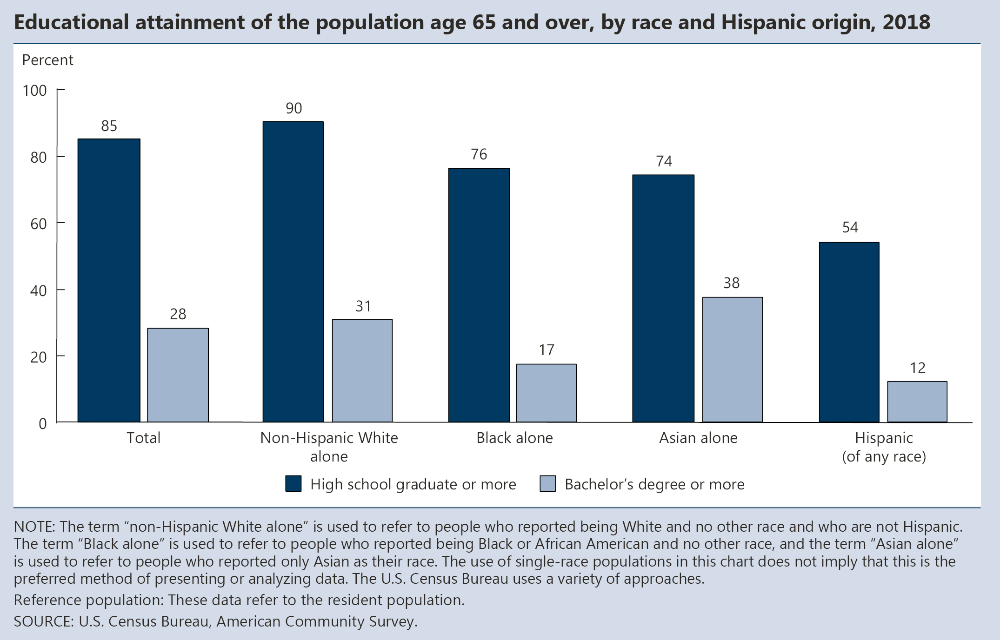 Educational attainment of the population age 65 and over, by race and Hispanic origin, 2018
Percent
100
80
60
40
20
0
85
28
90
31
76
17
74
38
54
12
Total
Non-Hispanic White
alone
Black alone
Asian alone
Hispanic
(of any race)
High school graduate or more
Bachelor’s degree or more
NOTE: The term “non-Hispanic White alone” is used to refer to people who reported being White and no other race and who are not Hispanic.
The term “Black alone” is used to refer to people who reported being Black or African American and no other race, and the term “Asian alone”
is used to refer to people who reported only Asian as their race. The use of single-race populations in this chart does not imply that this is the
preferred method of presenting or analyzing data. The U.S. Census Bureau uses a variety of approaches.
Reference population: These data refer to the resident population.
SOURCE: U.S. Census Bureau, American Community Survey.